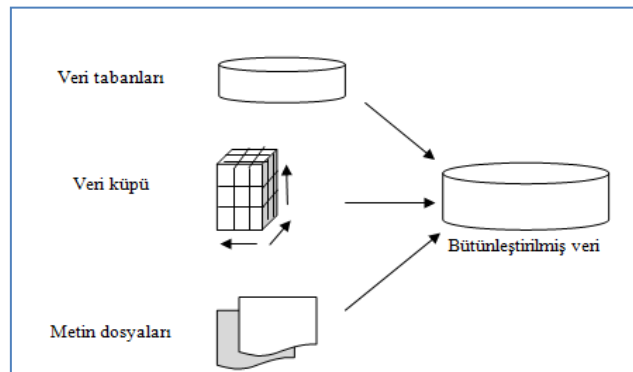 Veri tabanları
Veri küpü
Bütünleştirilmiş veri
Metin dosyaları